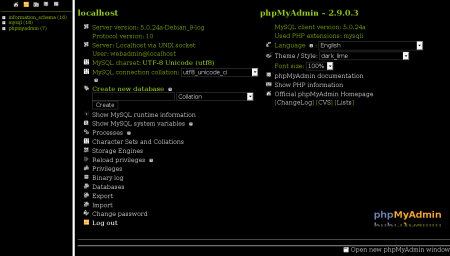 information_schema (16)
mysql (18)
phpmyadmin (7)
localhost
Server version: 5.0.24a-Debian_9-log
Protocol version: 10
Server: Localhost via UNIX socket
User: webadmin@localhost
MySQL charset: UTF-8 Unicode (utf8)
MySQL connection collation: utf8_unicode_ci
Create new database
Collation
Create
Show MySQL runtime information
Show MySQL system variables
Processes
Character Sets and Collations
Storage Engines
Reload privileges
Privileges
Binary log
Databases
Export
Import
Change password
Log out
phpMyAdmin - 2.9.0.3
MySQL client version: 5.0.24a
Used PHP extensions: mysqli
Language : English
Theme / Style: dark_lime
Font size: 100%
phpMyAdmin documentation
Show PHP information
Official phpMyAdmin Homepage
[ChangeLog] [CVS] [Lists]
phpMyAdmin
Open new phpMyAdmin window